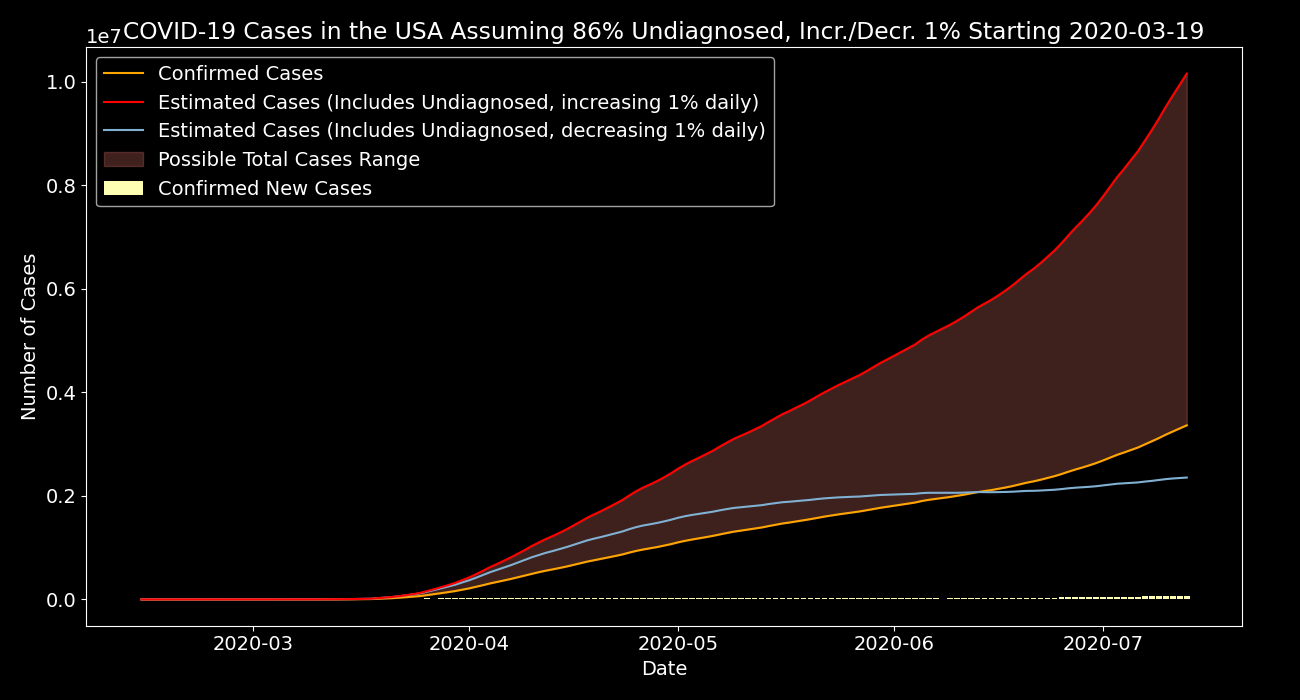 COVID-19 Cases in the USA Assuming 86% Undiagnosed, Incr./Decr. 1% Starting 2020-03-19
1e7
Confirmed Cases
Estimated Cases (Includes Undiagnosed, increasing 1% daily)
Estimated Cases (Includes Undiagnosed, decreasing 1% daily)
Possible Total Cases Range
Confirmed New Cases
1.0
0.8
0.6
0.4
0.2
0.0
Number of Cases
2020-03
2020-04
2020-05
2020-06
2020-07
Date